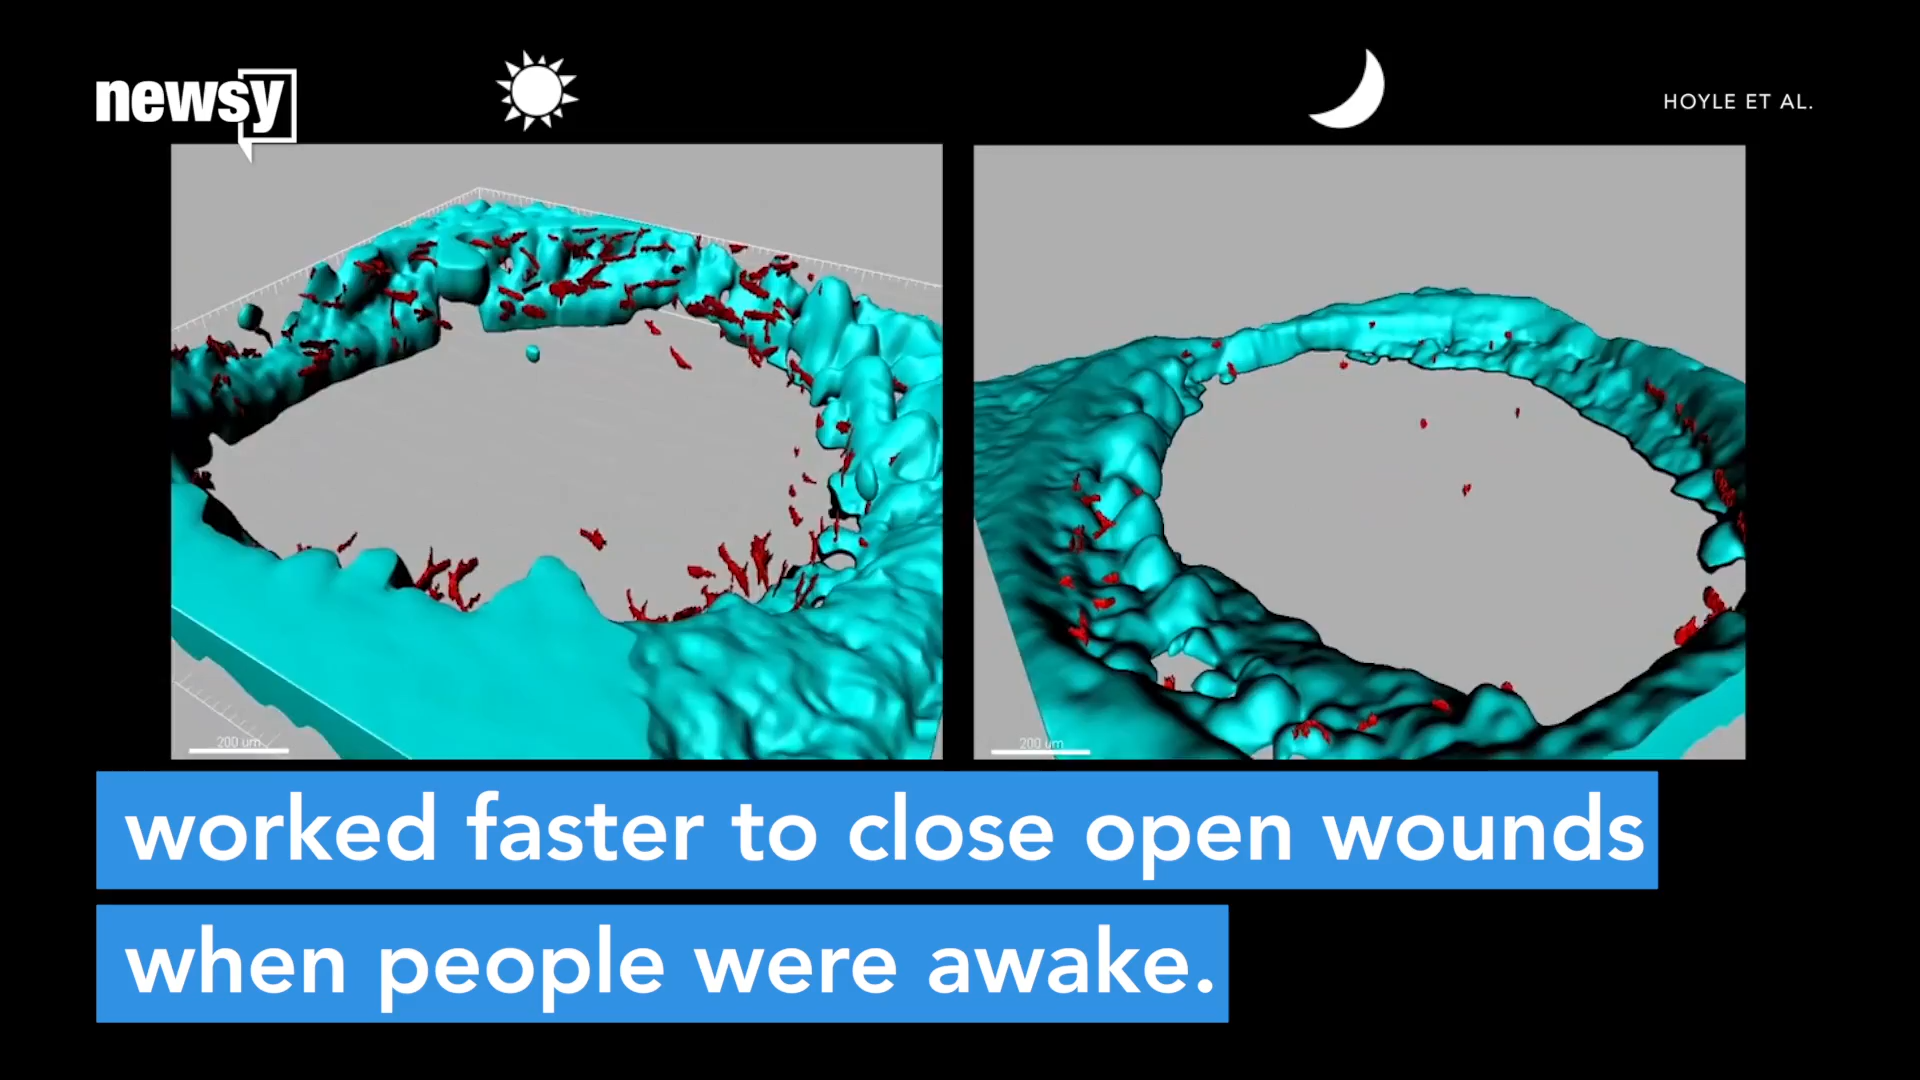 newsy
HOYLE ET AL.
200 um
200 um
worked faster to close open wounds
when people were awake.